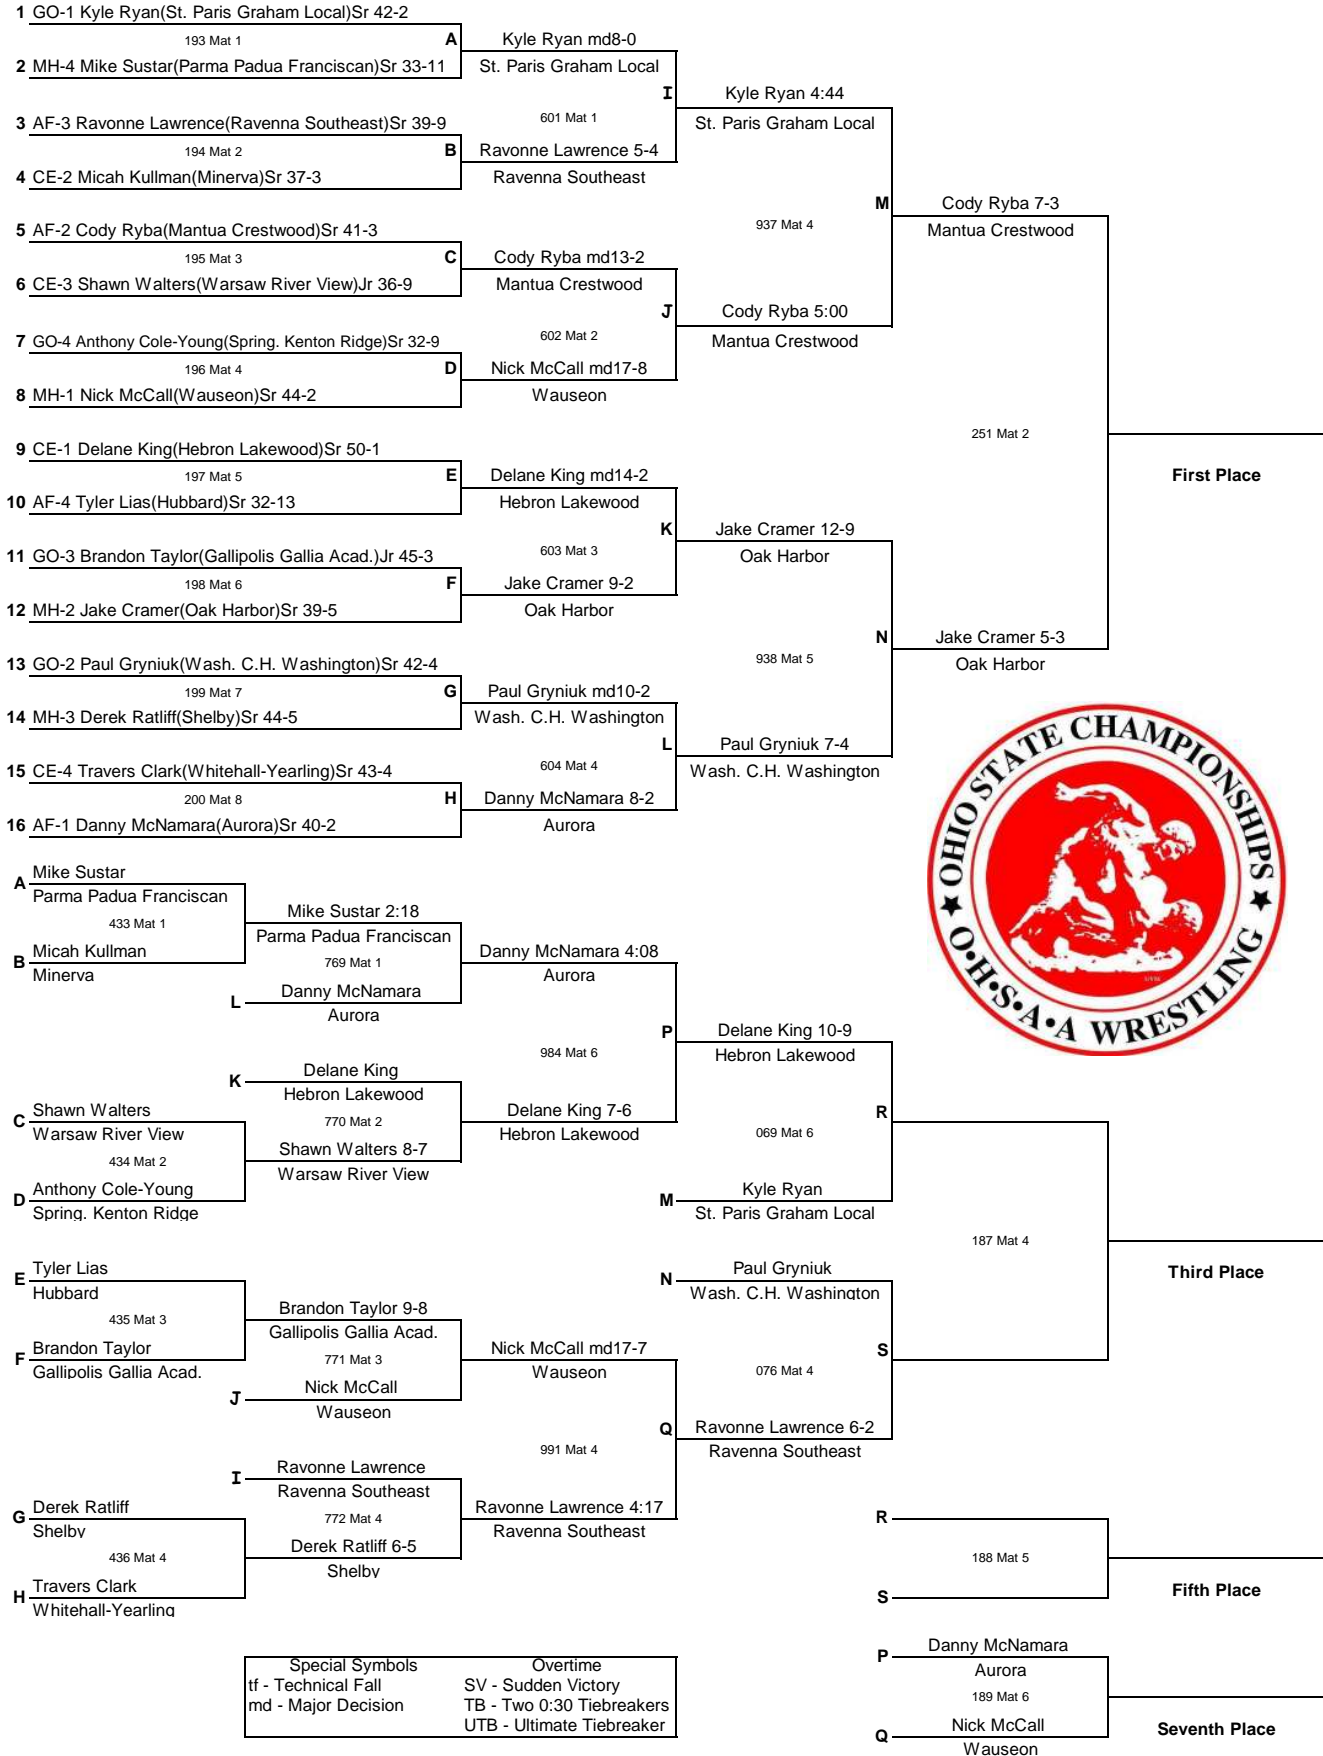 1 GO-1 Kyle Ryan(St. Paris Graham Local)Sr 42-2
193 Mat 1
A
2 MH-4 Mike Sustar(Parma Padua Franciscan)Sr 33-11
Kyle Ryan md8-0
St. Paris Graham Local
I
601 Mat 1
3 AF-3 Ravonne Lawrence(Ravenna Southeast)Sr 39-9
194 Mat 2
B
4 CE-2 Micah Kullman(Minerva)Sr 37-3
Ravonne Lawrence 5-4
Ravenna Southeast
Kyle Ryan 4:44
St. Paris Graham Local
M
937 Mat 4
5 AF-2 Cody Ryba(Mantua Crestwood)Sr 41-3
195 Mat 3
C
6 CE-3 Shawn Walters(Warsaw River View)Jr 36-9
Cody Ryba md13-2
Mantua Crestwood
J
602 Mat 2
7 GO-4 Anthony Cole-Young(Spring. Kenton Ridge)Sr 32-9
196 Mat 4
D
8 MH-1 Nick McCall(Wauseon)Sr 44-2
Nick McCall md17-8
Wauseon
Cody Ryba 5:00
Mantua Crestwood
Cody Ryba 7-3
Mantua Crestwood
251 Mat 2
First Place
9 CE-1 Delane King(Hebron Lakewood)Sr 50-1
197 Mat 5
E
10 AF-4 Tyler Lias(Hubbard)Sr 32-13
Delane King md14-2
Hebron Lakewood
K
603 Mat 3
11 GO-3 Brandon Taylor(Gallipolis Gallia Acad.)Jr 45-3
198 Mat 6
F
12 MH-2 Jake Cramer(Oak Harbor)Sr 39-5
Jake Cramer 9-2
Oak Harbor
Jake Cramer 12-9
Oak Harbor
N
938 Mat 5
13 GO-2 Paul Gryniuk(Wash. C.H. Washington)Sr 42-4
199 Mat 7
G
14 MH-3 Derek Ratliff(Shelby)Sr 44-5
Paul Gryniuk md10-2
Wash. C.H. Washington
L
604 Mat 4
15 CE-4 Travers Clark(Whitehall-Yearling)Sr 43-4
200 Mat 8
H
16 AF-1 Danny McNamara(Aurora)Sr 40-2
Danny McNamara 8-2
Aurora
Paul Gryniuk 7-4
Wash. C.H. Washington
Jake Cramer 5-3
Oak Harbor
OHIO STATE CHAMPIONSHIPS
O•H•S•A•A WRESTLING
A Mike Sustar
Parma Padua Franciscan
433 Mat 1
B Micah Kullman
Minerva
Mike Sustar 2:18
Parma Padua Franciscan
769 Mat 1
L Danny McNamara
Aurora
Danny McNamara 4:08
Aurora
P
984 Mat 6
K Delane King
Hebron Lakewood
770 Mat 2
C Shawn Walters
Warsaw River View
434 Mat 2
D Anthony Cole-Young
Spring. Kenton Ridge
Shawn Walters 8-7
Warsaw River View
Delane King 7-6
Hebron Lakewood
Delane King 10-9
Hebron Lakewood
R
069 Mat 6
M Kyle Ryan
St. Paris Graham Local
187 Mat 4
Third Place
E Tyler Lias
Hubbard
435 Mat 3
F Brandon Taylor
Gallipolis Gallia Acad.
Brandon Taylor 9-8
Gallipolis Gallia Acad.
771 Mat 3
J Nick McCall
Wauseon
Nick McCall md17-7
Wauseon
Q
991 Mat 4
N Paul Gryniuk
Wash. C.H. Washington
S
076 Mat 4
Ravonne Lawrence 6-2
Ravenna Southeast
I Ravonne Lawrence
Ravenna Southeast
772 Mat 4
G Derek Ratliff
Shelby
436 Mat 4
H Travers Clark
Whitehall-Yearling
Derek Ratliff 6-5
Shelby
Ravonne Lawrence 4:17
Ravenna Southeast
R
188 Mat 5
S
Fifth Place
Special Symbols
tf - Technical Fall
md - Major Decision
Overtime
SV - Sudden Victory
TB - Two 0:30 Tiebreakers
UTB - Ultimate Tiebreaker
P Danny McNamara
Aurora
189 Mat 6
Q Nick McCall
Wauseon
Seventh Place